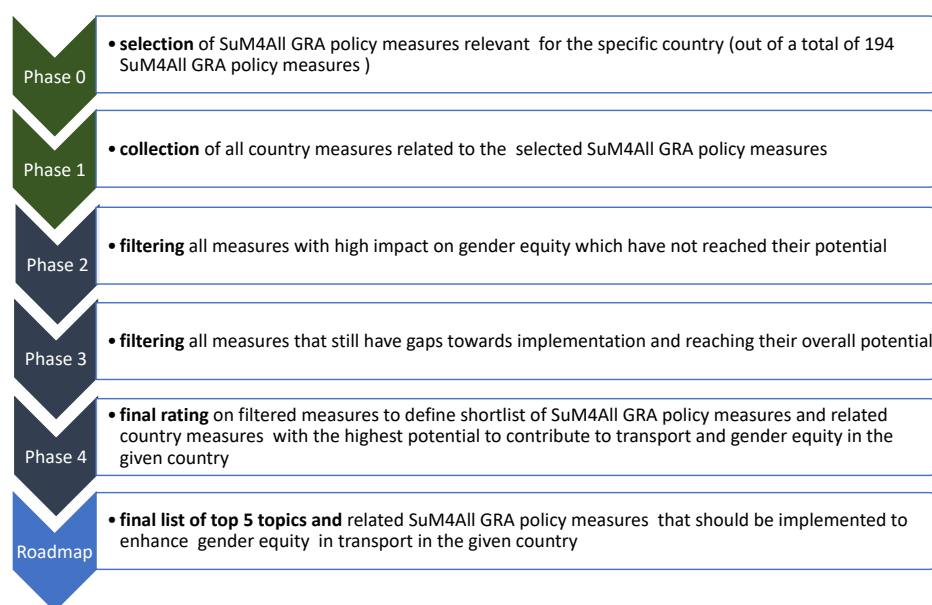 Phase 0
• selection of SuM4All GRA policy measures relevant for the specific country (out of a total of 194
SuM4All GRA policy measures )
Phase 1
• collection of all country measures related to the selected SuM4All GRA policy measures
Phase 2
• filtering all measures with high impact on gender equity which have not reached their potential
Phase 3
• filtering all measures that still have gaps towards implementation and reaching their overall potential
Phase 4
• final rating on filtered measures to define shortlist of SuM4All GRA policy measures and related
country measures with the highest potential to contribute to transport and gender equity in the
given country
Roadmap
• final list of top 5 topics and related SuM4All GRA policy measures that should be implemented to
enhance gender equity in transport in the given country